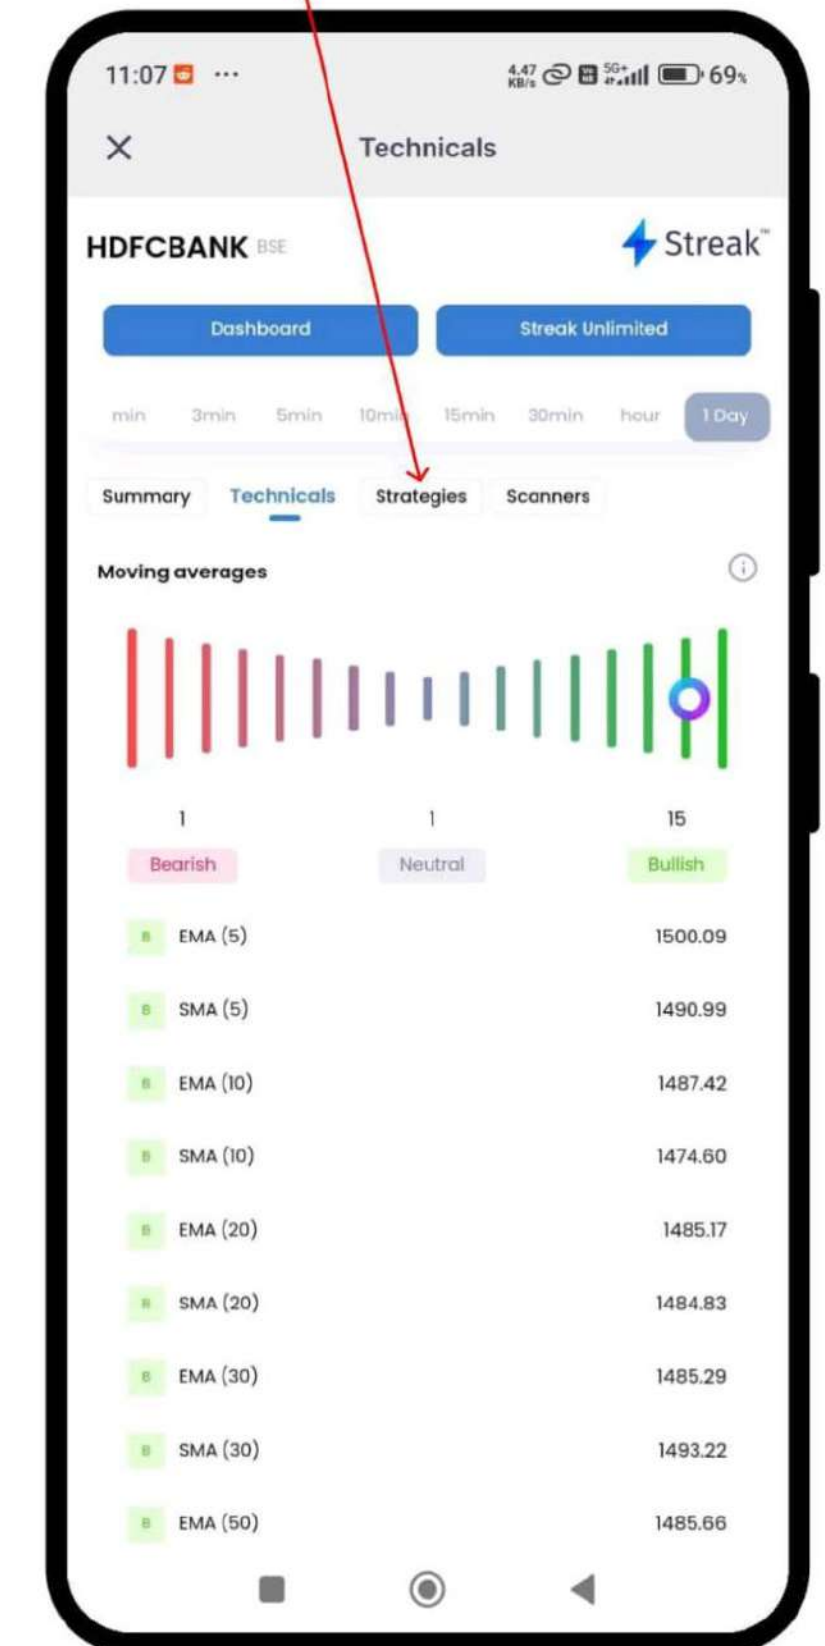 11:07 ... 4.47 KB/s 5G+ 69%
Technicals
HDFCBANK BSE Streak™
Dashboard Streak Unlimited
min 3min 5min 10min 15min 30min hour 1 Day
Summary Technicals Strategies Scanners
Moving averages
1 1 15
Bearish Neutral Bullish
B EMA (5) 1500.09
B SMA (5) 1490.99
B EMA (10) 1487.42
B SMA (10) 1474.60
B EMA (20) 1485.17
B SMA (20) 1484.83
B EMA (30) 1485.29
B SMA (30) 1493.22
B EMA (50) 1485.66